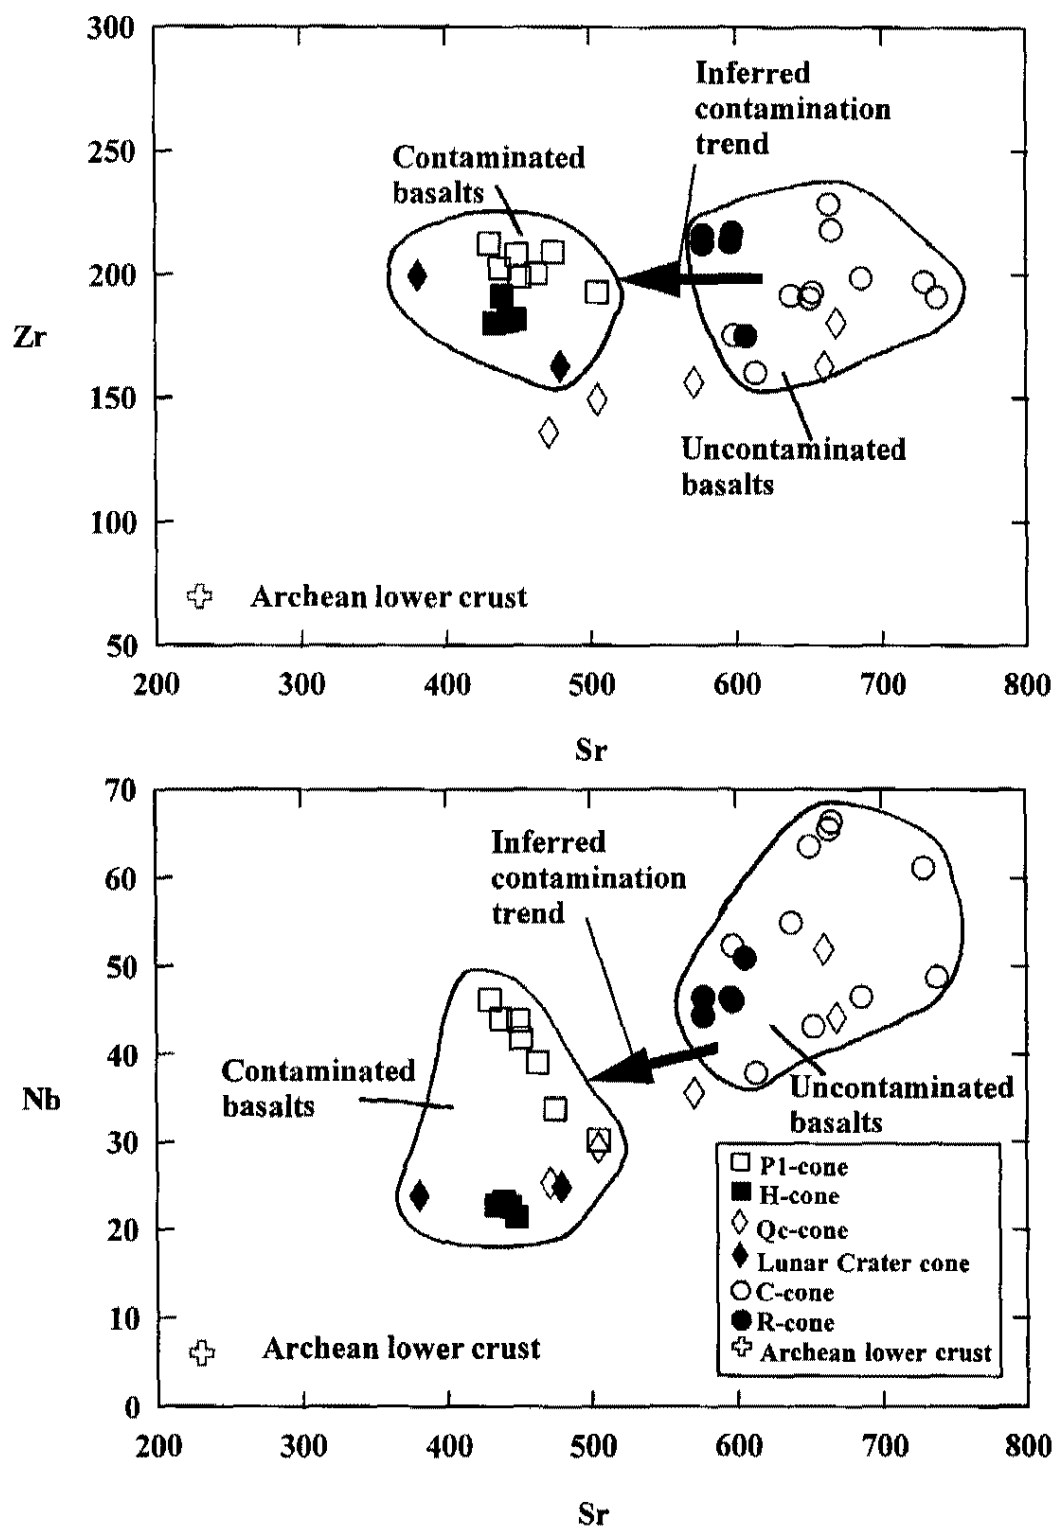 300
250
200
150
100
50
Zr
Inferred
contamination
trend
Contaminated
basalts
Uncontaminated
basalts
Archean lower crust
200 300 400 500 600 700 800
Sr
70
60
50
40
30
20
10
0
Nb
Inferred
contamination
trend
Contaminated
basalts
Uncontaminated
basalts
P1-cone
H-cone
Qc-cone
Lunar Crater cone
C-cone
R-cone
Archean lower crust
Archean lower crust
200 300 400 500 600 700 800
Sr